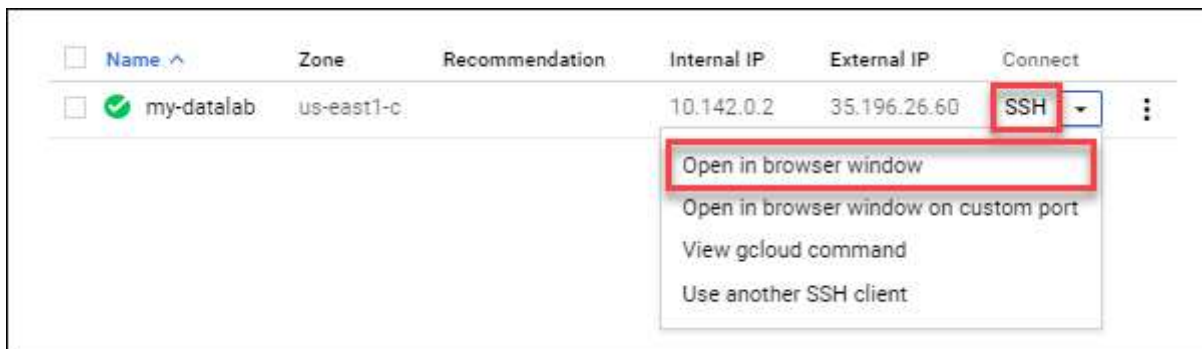 Name Zone Recommendation Internal IP External IP Connect
my-datalab us-east1-c 10.142.0.2 35.196.26.60 SSH
Open in browser window
Open in browser window on custom port
View gcloud command
Use another SSH client